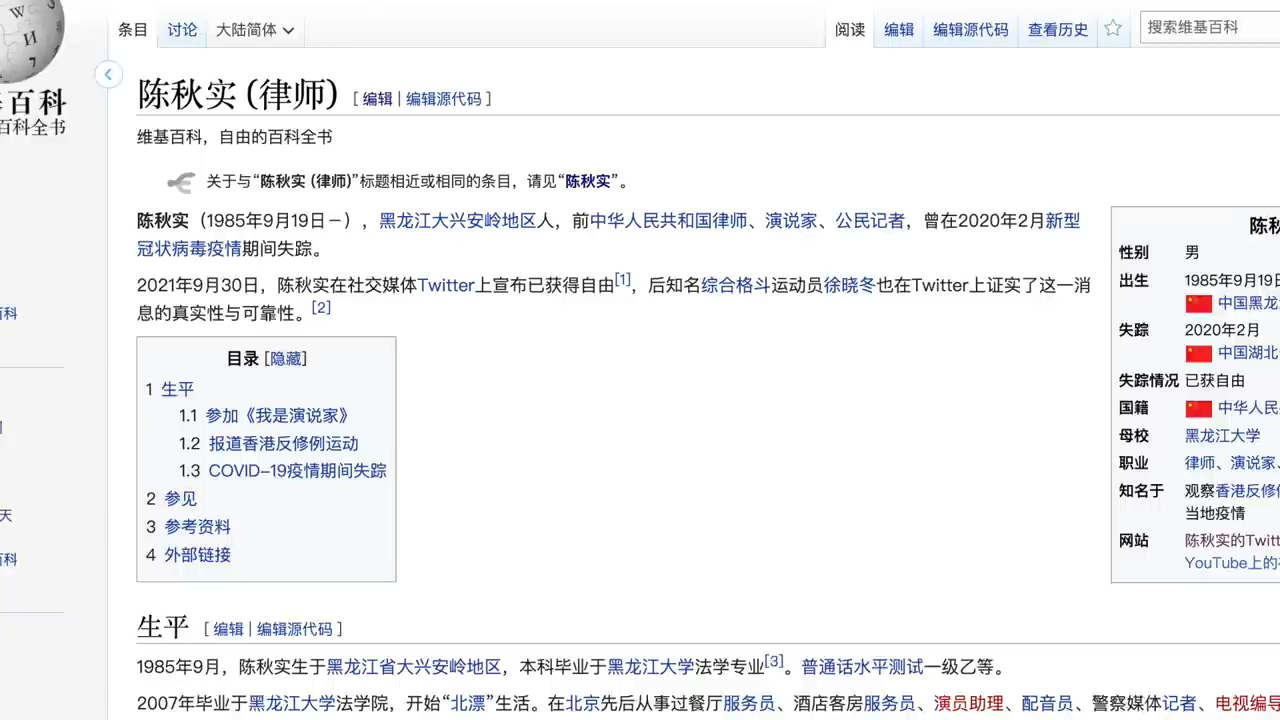 条目 讨论 大陆简体 阅读 编辑 编辑源代码 查看历史 搜索维基百科
百科
百科全书
陈秋实 (律师) [ 编辑 | 编辑源代码 ]
维基百科，自由的百科全书
关于与“陈秋实 (律师)”标题相近或相同的条目，请见“陈秋实”。
陈秋实（1985年9月19日－），黑龙江大兴安岭地区人，前中华人民共和国律师、演说家、公民记者，曾在2020年2月新型
冠状病毒疫情期间失踪。
2021年9月30日，陈秋实在社交媒体Twitter上宣布已获得自由[1]，后知名综合格斗运动员徐晓冬也在Twitter上证实了这一消
息的真实性与可靠性。[2]
目录 [隐藏]
1 生平
1.1 参加《我是演说家》
1.2 报道香港反修例运动
1.3 COVID-19疫情期间失踪
2 参见
3 参考资料
4 外部链接
陈秋
性别 男
出生 1985年9月19日
中国黑龙
失踪 2020年2月
中国湖北
失踪情况 已获自由
国籍 中华人民
母校 黑龙江大学
职业 律师、演说家、
知名于 观察香港反修
当地疫情
网站 陈秋实的Twitt
YouTube上的
百科
天
百科
生平 [ 编辑 | 编辑源代码 ]
1985年9月，陈秋实生于黑龙江省大兴安岭地区，本科毕业于黑龙江大学法学专业[3]。普通话水平测试一级乙等。
2007年毕业于黑龙江大学法学院，开始“北漂”生活。在北京先后从事过餐厅服务员、酒店客房服务员、演员助理、配音员、警察媒体记者、电视编导